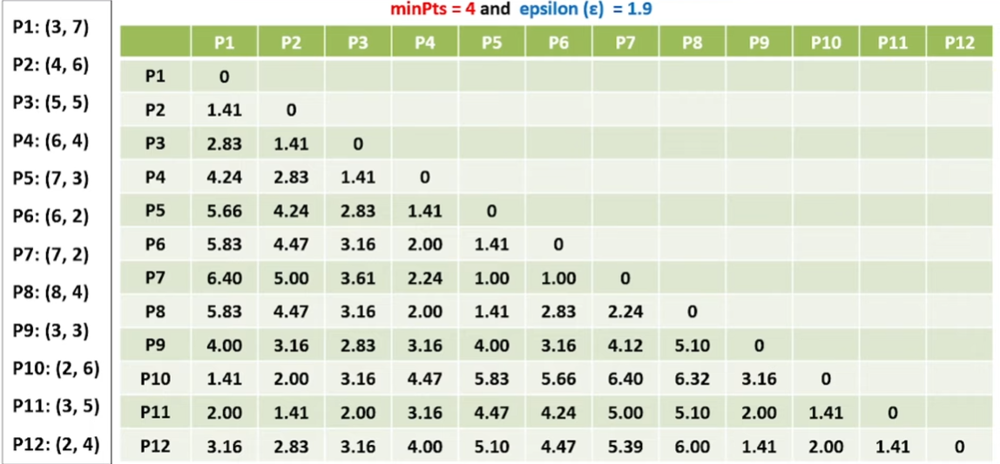 minPts = 4 and epsilon (ε) = 1.9
P1: (3, 7)
P2: (4, 6)
P3: (5, 5)
P4: (6, 4)
P5: (7, 3)
P6: (6, 2)
P7: (7, 2)
P8: (8, 4)
P9: (3, 3)
P10: (2, 6)
P11: (3, 5)
P12: (2, 4)
P1 P2 P3 P4 P5 P6 P7 P8 P9 P10 P11 P12
P1 0
P2 1.41 0
P3 2.83 1.41 0
P4 4.24 2.83 1.41 0
P5 5.66 4.24 2.83 1.41 0
P6 5.83 4.47 3.16 2.00 1.41 0
P7 6.40 5.00 3.61 2.24 1.00 1.00 0
P8 5.83 4.47 3.16 2.00 1.41 2.83 2.24 0
P9 4.00 3.16 2.83 3.16 4.00 3.16 4.12 5.10 0
P10 1.41 2.00 3.16 4.47 5.83 5.66 6.40 6.32 3.16 0
P11 2.00 1.41 2.00 3.16 4.47 4.24 5.00 5.10 2.00 1.41 0
P12 3.16 2.83 3.16 4.00 5.10 4.47 5.39 6.00 1.41 2.00 1.41 0